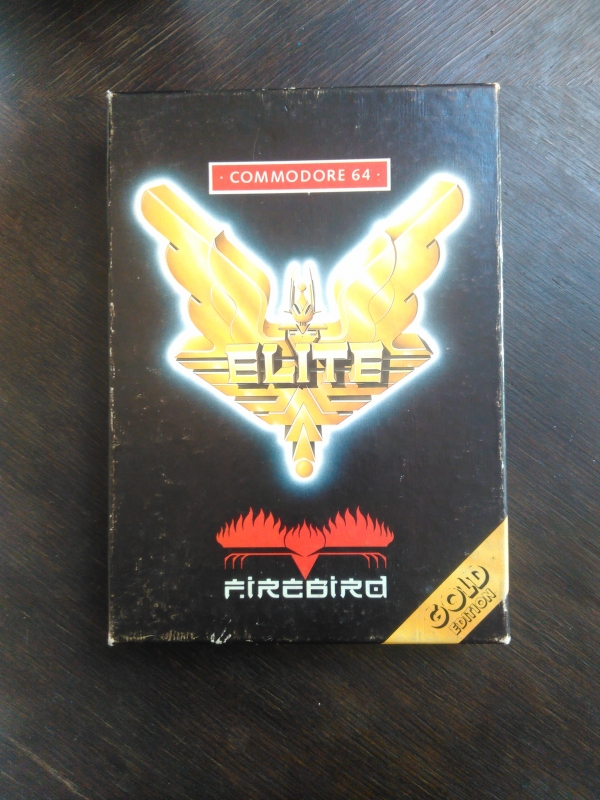 · COMMODORE 64 ·
ELITE
FIREBIRD
GOLD
EDITION